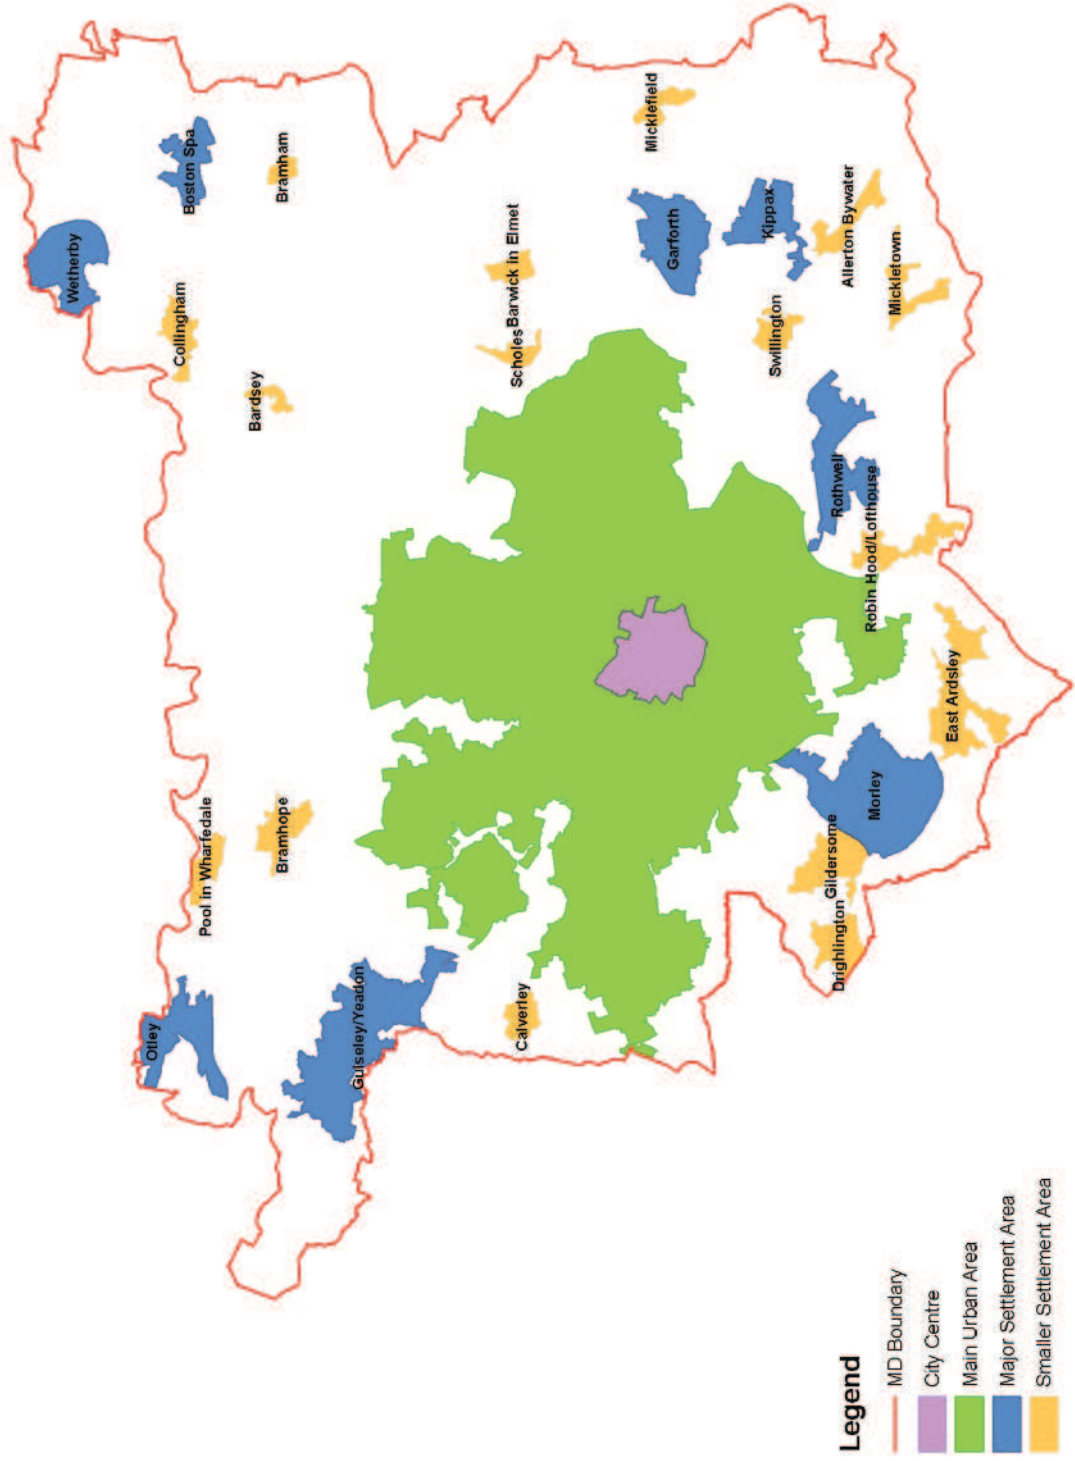 Otley
Pool in Wharfedale
Bramhope
Guiseley/Yeadon
Calverley
Wetherby
Collingham
Bardsey
Boston Spa
Bramham
Scholes
Barwick in Elmet
Micklefield
Garforth
Kippax
Swillington
Allerton Bywater
Mickletown
Rothwell
Robin Hood/Lofthouse
East Ardsley
Morley
Gildersome
Drighlington
Legend
MD Boundary
City Centre
Main Urban Area
Major Settlement Area
Smaller Settlement Area